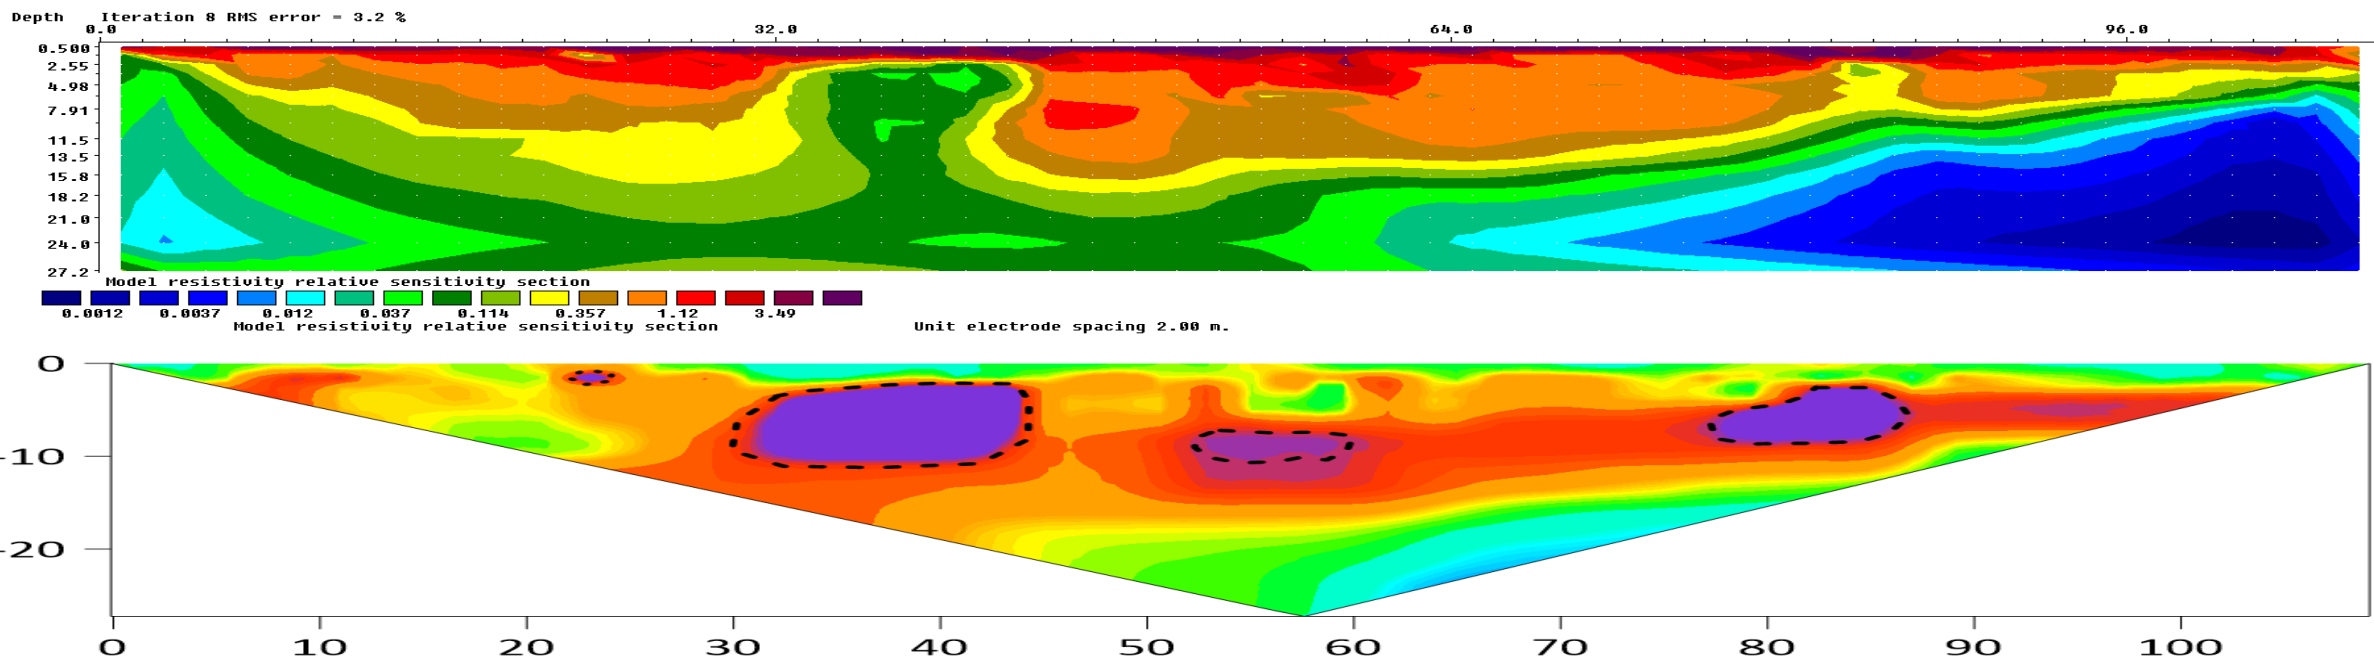 Depth Iteration 8 RMS error = 3.2 %
0.0 32.0 64.0 96.0
0.500
2.55
4.98
7.91
11.5
13.5
15.8
18.2
21.0
24.0
27.2
Model resistivity relative sensitivity section
0.0012 0.0037 0.012 0.037 0.114 0.357 1.12 3.49
Model resistivity relative sensitivity section Unit electrode spacing 2.00 m.
0
-10
-20
0 10 20 30 40 50 60 70 80 90 100